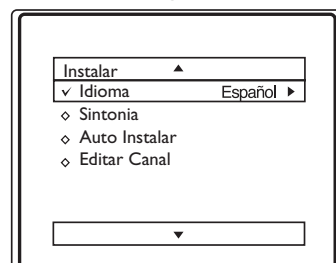 Instalar
Idioma Español
Sintonia
Auto Instalar
Editar Canal